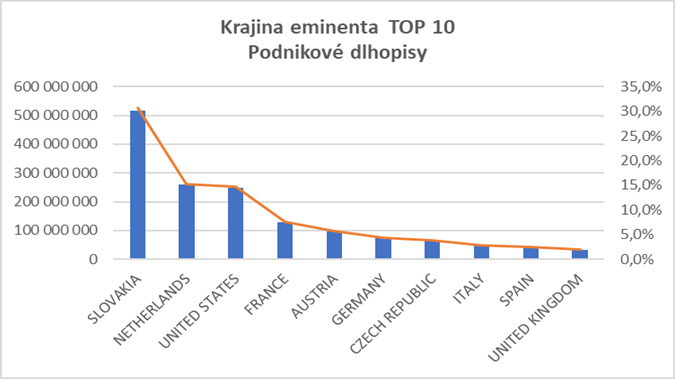 Krajina eminenta TOP 10
Podnikové dlhopisy
600 000 000
500 000 000
400 000 000
300 000 000
200 000 000
100 000 000
0
35,0%
30,0%
25,0%
20,0%
15,0%
10,0%
5,0%
0,0%
SLOVAKIA
NETHERLANDS
UNITED STATES
FRANCE
AUSTRIA
GERMANY
CZECH REPUBLIC
ITALY
SPAIN
UNITED KINGDOM